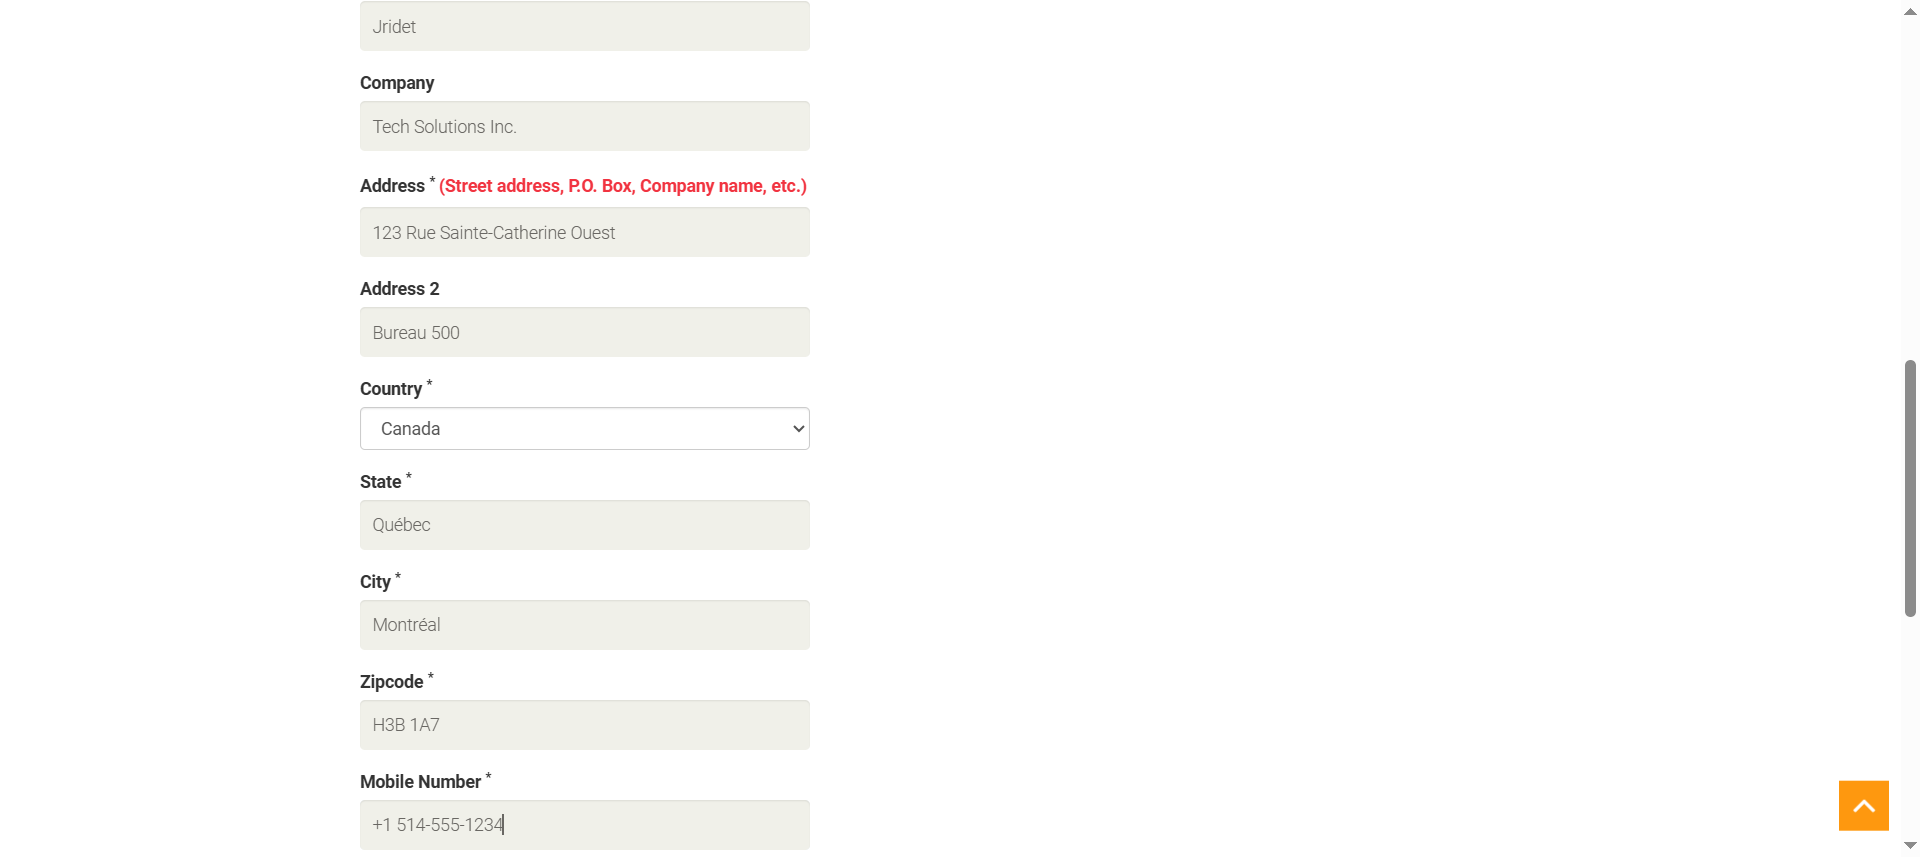 Jridet
Company
Tech Solutions Inc.
Address * (Street address, P.O. Box, Company name, etc.)
123 Rue Sainte-Catherine Ouest
Address 2
Bureau 500
Country *
Canada
State *
Québec
City *
Montréal
Zipcode *
H3B 1A7
Mobile Number *
+1 514-555-1234